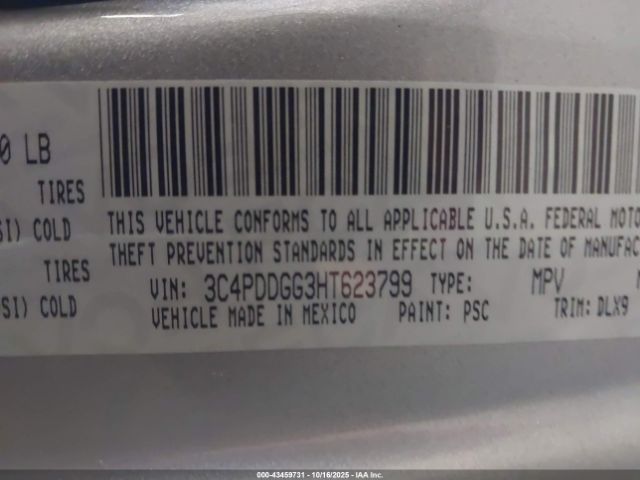 0 LB
TIRES
SI) COLD
TIRES
SI) COLD
THIS VEHICLE CONFORMS TO ALL APPLICABLE U.S.A. FEDERAL MOTO
THEFT PREVENTION STANDARDS IN EFFECT ON THE DATE OF MANUFAC
VIN: 3C4PDDGG3HT623799 TYPE: MPV
VEHICLE MADE IN MEXICO PAINT: PSC TRIM: DLX9
000-43459731 - 10/16/2025 - IAA Inc.